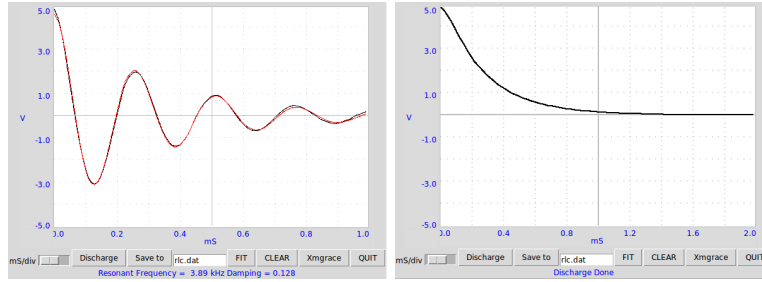 5.0
3.0
1.0
V
-1.0
-3.0
-5.0
0.2 0.4 0.6 0.8 1.0
mS
mS/div Discharge Save to rlc.dat FIT CLEAR Xmgrace QUIT
Resonant Frequency = 3.89 kHz Damping = 0.128
5.0
3.0
1.0
V
-1.0
-3.0
-5.0
0.4 0.8 1.2 1.6 2.0
mS
mS/div Discharge Save to rlc.dat FIT CLEAR Xmgrace QUIT
Discharge Done